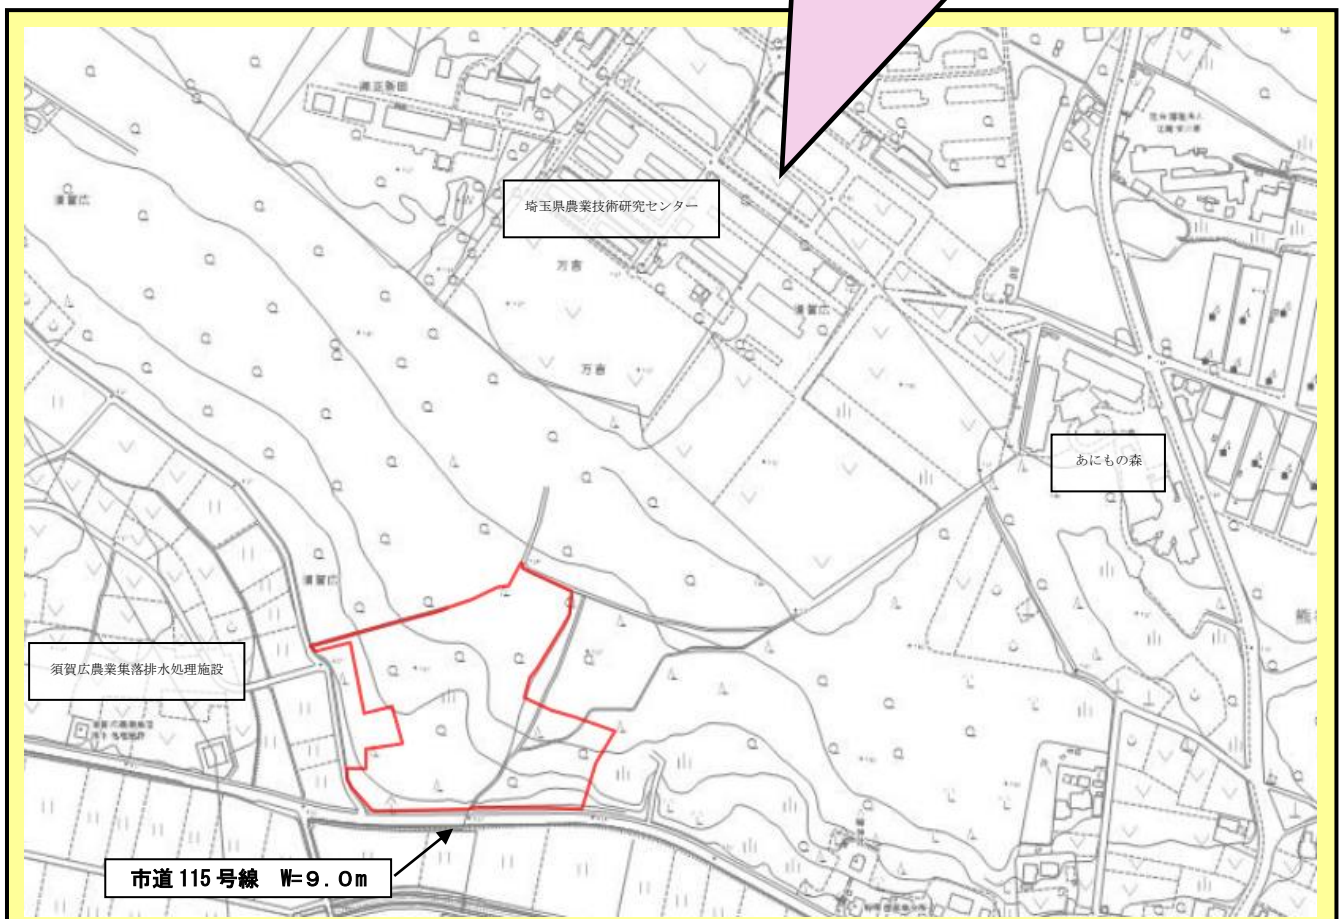 埼玉県農業技術研究センター
須賀広
万吉
須賀広
万吉
あにもの森
須賀広
須賀広農業集落排水処理施設
市道115号線 W=9.0m